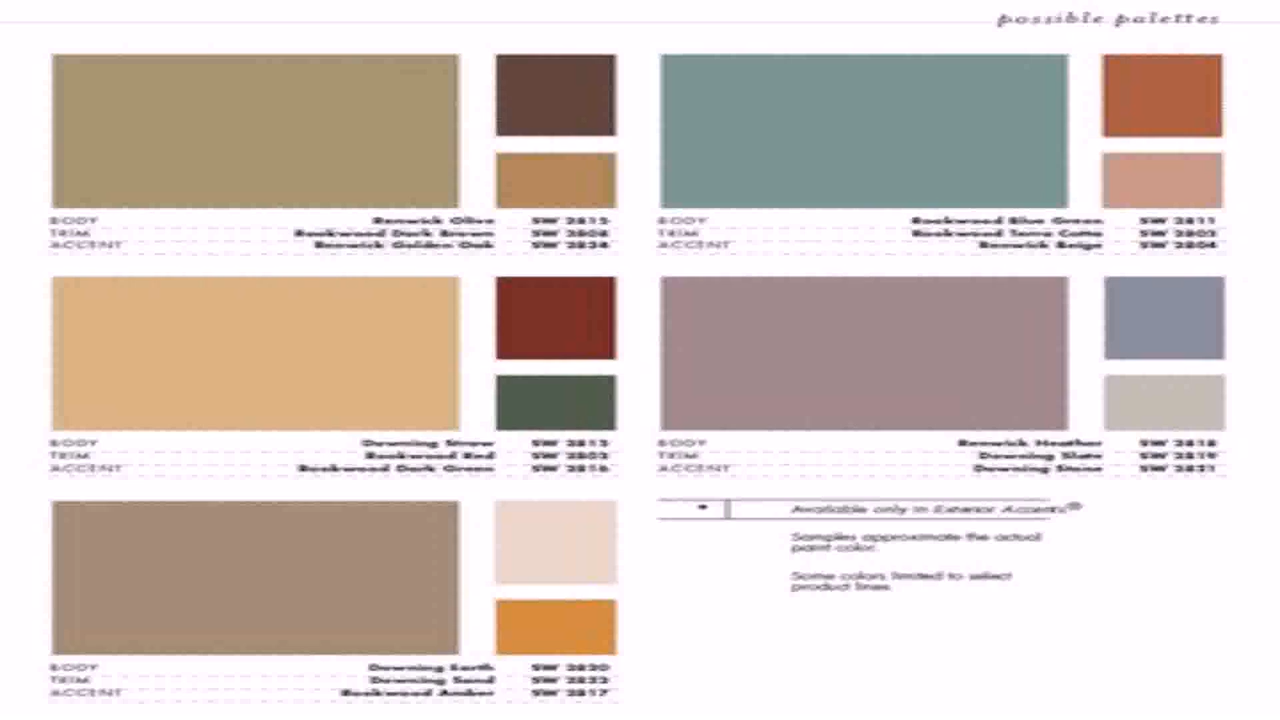 possible palettes
BODY Renwick Olive SW 2815
TRIM Rookwood Dark Brown SW 2808
ACCENT Renwick Golden Oak SW 2824
BODY Rookwood Blue Green SW 2811
TRIM Rookwood Terra Cotta SW 2803
ACCENT Renwick Beige SW 2804
BODY Downing Straw SW 2813
TRIM Rookwood Red SW 2802
ACCENT Rookwood Dark Green SW 2816
BODY Renwick Heather SW 2818
TRIM Downing Slate SW 2819
ACCENT Downing Stone SW 2821
BODY Downing Earth SW 2820
TRIM Downing Sand SW 2822
ACCENT Rookwood Amber SW 2817
* Available only in Exterior Accents®
Samples approximate the actual
paint color.
Some colors limited to select
product lines.